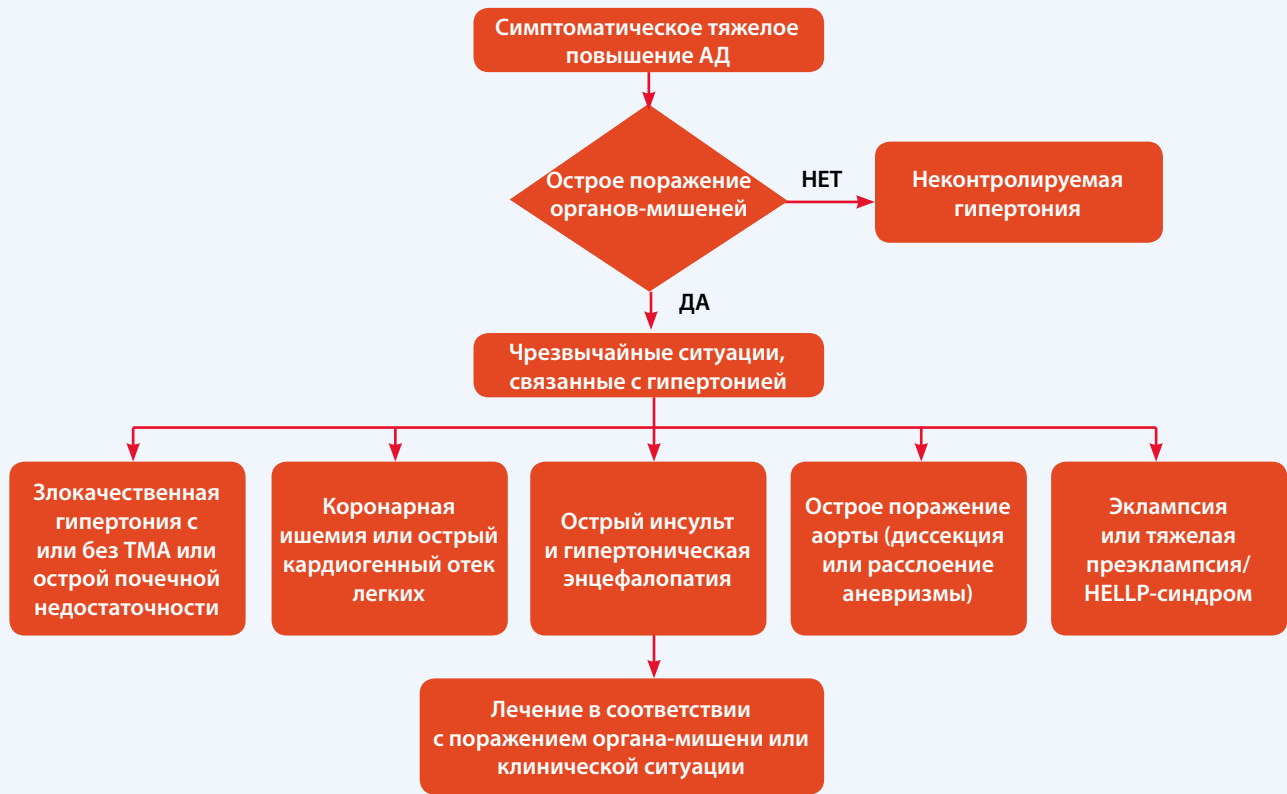 Симптоматическое тяжелое
повышение АД
Острое поражение
органов-мишеней
НЕТ
Неконтролируемая
гипертония
ДА
Чрезвычайные ситуации,
связанные с гипертонией
Злокачественная
гипертония с
или без ТМА или
острой почечной
недостаточности
Коронарная
ишемия или острый
кардиогенный отек
легких
Острый инсульт
и гипертоническая
энцефалопатия
Острое поражение
аорты (диссекция
или расслоение
аневризмы)
Эклампсия
или тяжелая
преэклампсия/
HELLP-синдром
Лечение в соответствии
с поражением органа-мишени или
клинической ситуации